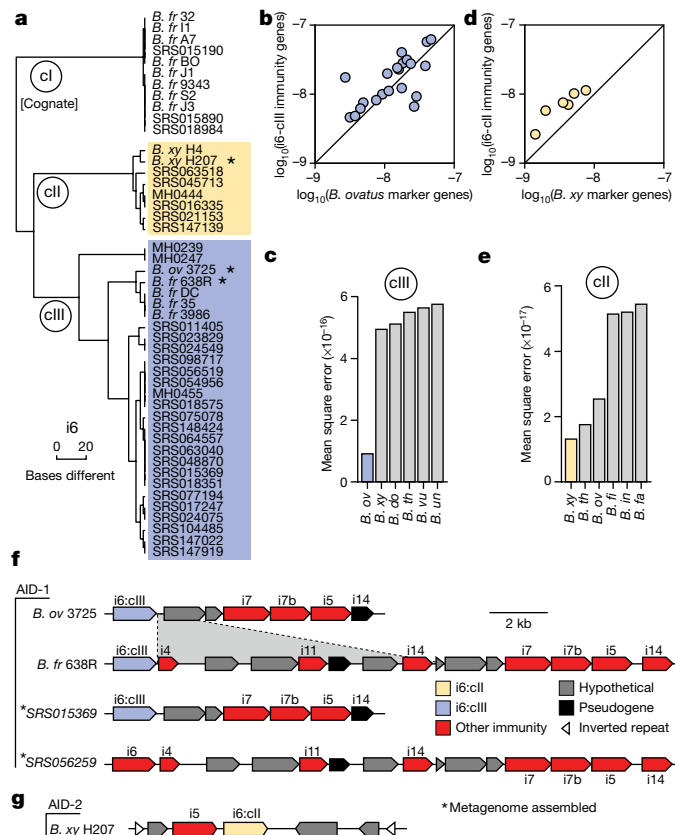 a
B. fr 32
B. fr I1
B. fr A7
SRS015190
B. fr BO
B. fr J1
B. fr 9343
B. fr S2
B. fr J3
SRS015890
SRS018984
cI
[Cognate]
B. xy H4
B. xy H207 *
SRS063518
SRS045713
MH0444
SRS016335
SRS021153
SRS147139
cII
MH0239
MH0247
B. ov 3725 *
B. fr 638R *
B. fr DC
B. fr 35
B. fr 3986
SRS011405
SRS023829
SRS024549
SRS098717
SRS056519
SRS054956
MH0455
SRS018575
SRS075078
SRS148424
SRS064557
SRS063040
SRS048870
SRS015369
SRS018351
SRS077194
SRS017247
SRS024075
SRS104485
SRS147022
SRS147919
cIII
i6
0 20
Bases different
b
log10(i6-cIII immunity genes)
-7
-8
-9
-9 -8 -7
log10(B. ovatus marker genes)
d
log10(i6-cII immunity genes)
-7
-8
-9
-9 -8 -7
log10(B. xy marker genes)
c
cIII
Mean square error (×10−16)
6
4
2
0
B. ov
B. xy
B. do
B. th
B. vu
B. un
e
cII
Mean square error (×10−17)
6
4
2
0
B. xy
B. th
B. ov
B. fi
B. in
B. fa
f
AID-1
B. ov 3725
i6:cIII i7 i7b i5 i14
2 kb
B. fr 638R
i6:cIII i4 i11 i14 i7 i7b i5 i14
*SRS015369
i6:cIII i7 i7b i5 i14
*SRS056259
i6 i4 i11 i14 i7 i7b i5 i14
i6:cII
i6:cIII
Other immunity
Hypothetical
Pseudogene
Inverted repeat
*Metagenome assembled
g
AID-2
B. xy H207
i5 i6:cII